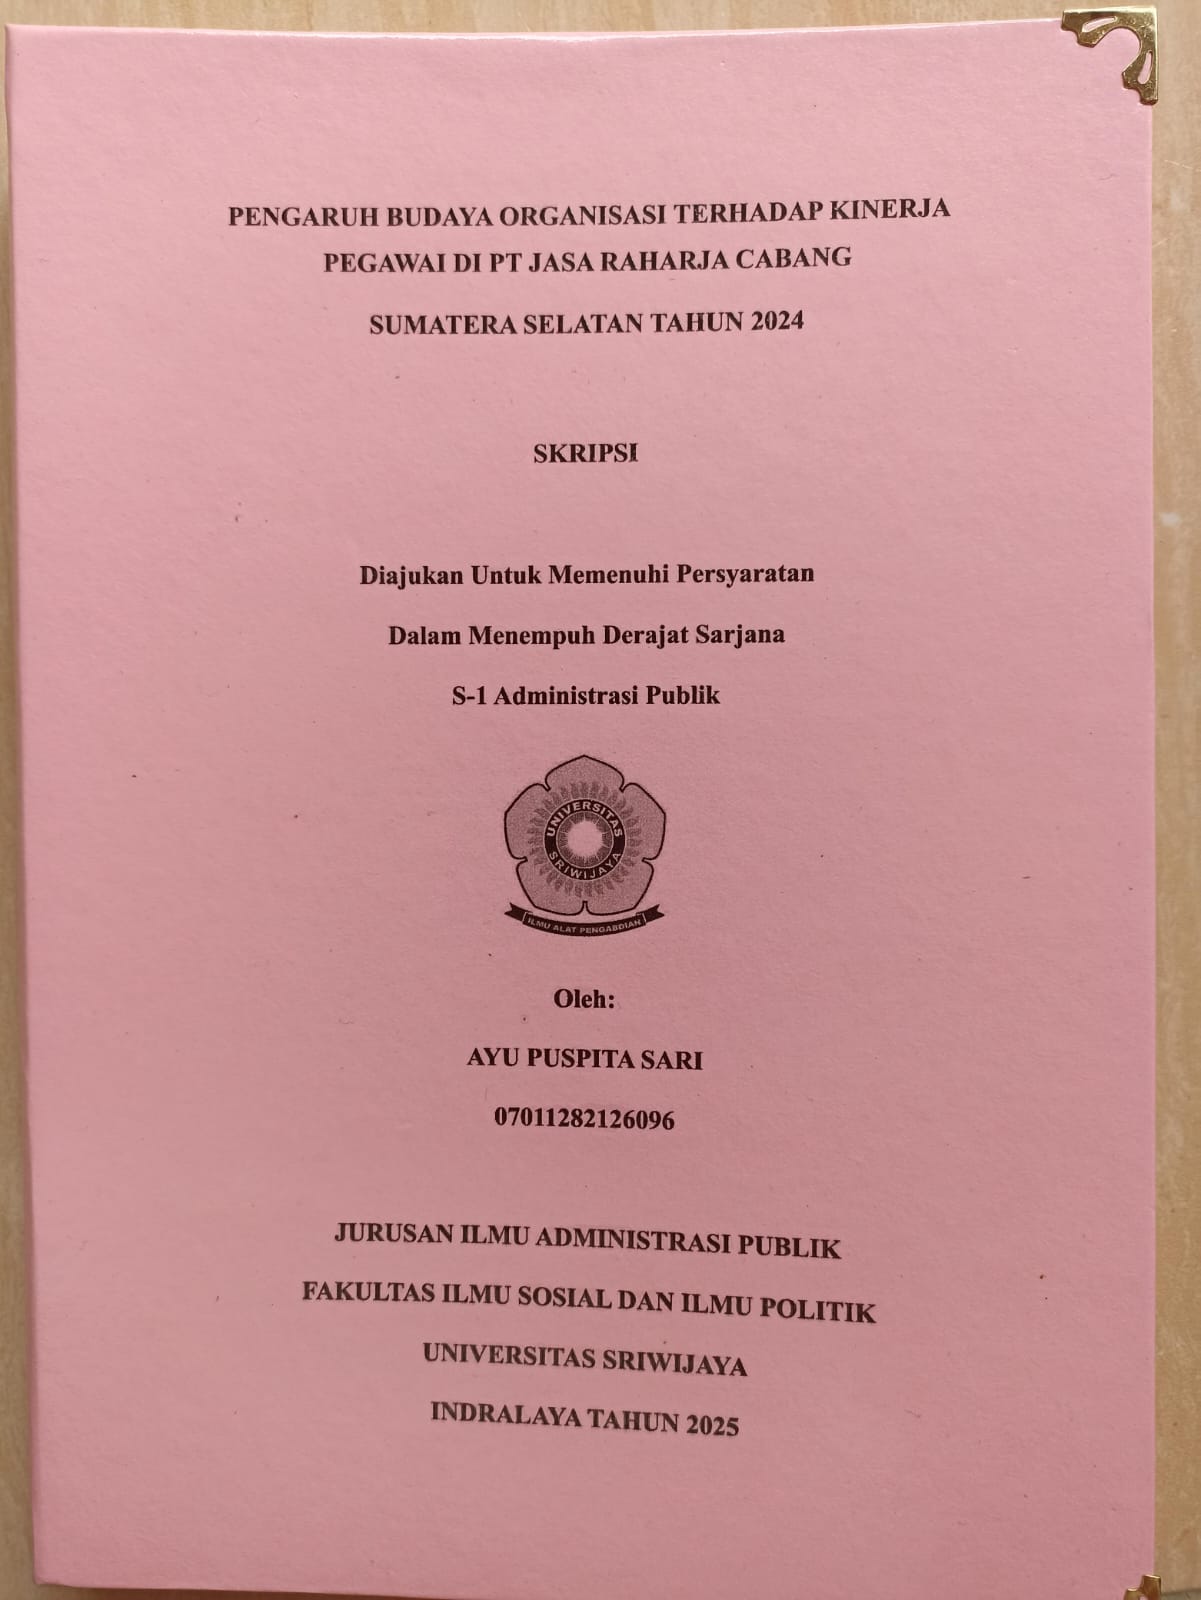 PENGARUH BUDAYA ORGANISASI TERHADAP KINERJA
PEGAWAI DI PT JASA RAHARJA CABANG
SUMATERA SELATAN TAHUN 2024
SKRIPSI
Diajukan Untuk Memenuhi Persyaratan
Dalam Menempuh Derajat Sarjana
S-1 Administrasi Publik
UNIVERSITAS
SRIWIJAYA
ILMU ALAT PENGABDIAN
Oleh:
AYU PUSPITA SARI
07011282126096
JURUSAN ILMU ADMINISTRASI PUBLIK
FAKULTAS ILMU SOSIAL DAN ILMU POLITIK
UNIVERSITAS SRIWIJAYA
INDRALAYA TAHUN 2025